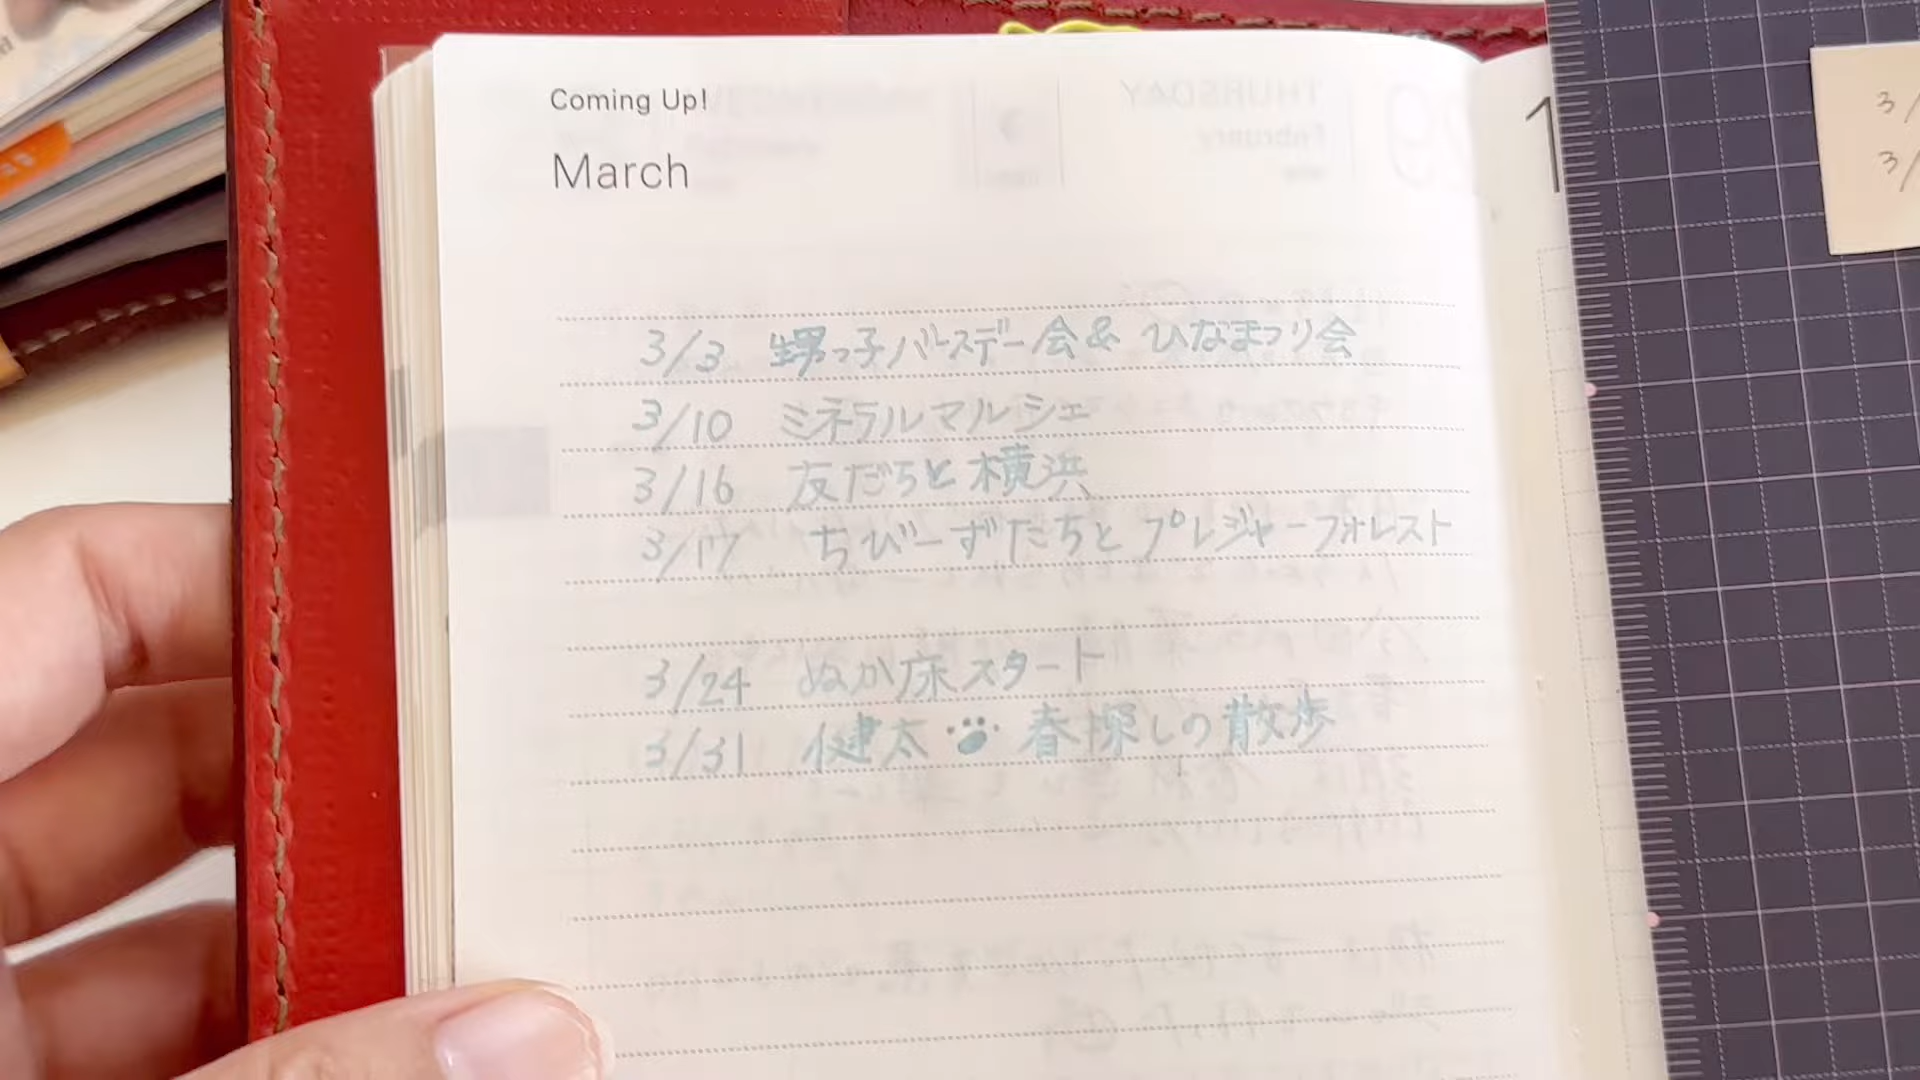 Coming Up!
March
3/3 甥っ子バースデー会& ひなまつり会
3/10 ミネラルマルシェ
3/16 友だちと横浜
3/17 ちびーずたちとプレジャーフォレスト
3/24 ぬか床スタート
3/31 健太 春探しの散歩
1
3/
3/